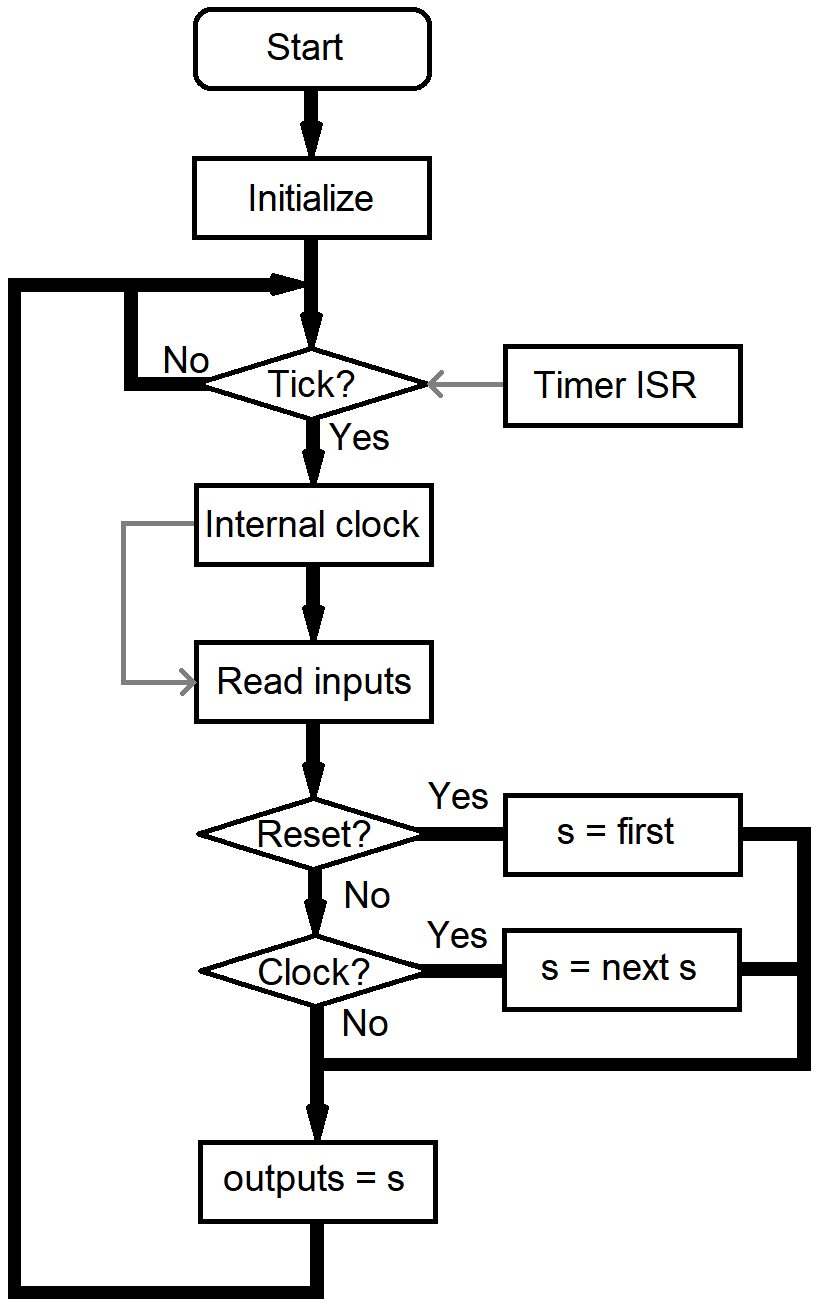 Start
Initialize
No
Tick?
Timer ISR
Yes
Internal clock
Read inputs
Yes
Reset?
s = first
No
Yes
Clock?
s = next s
No
outputs = s